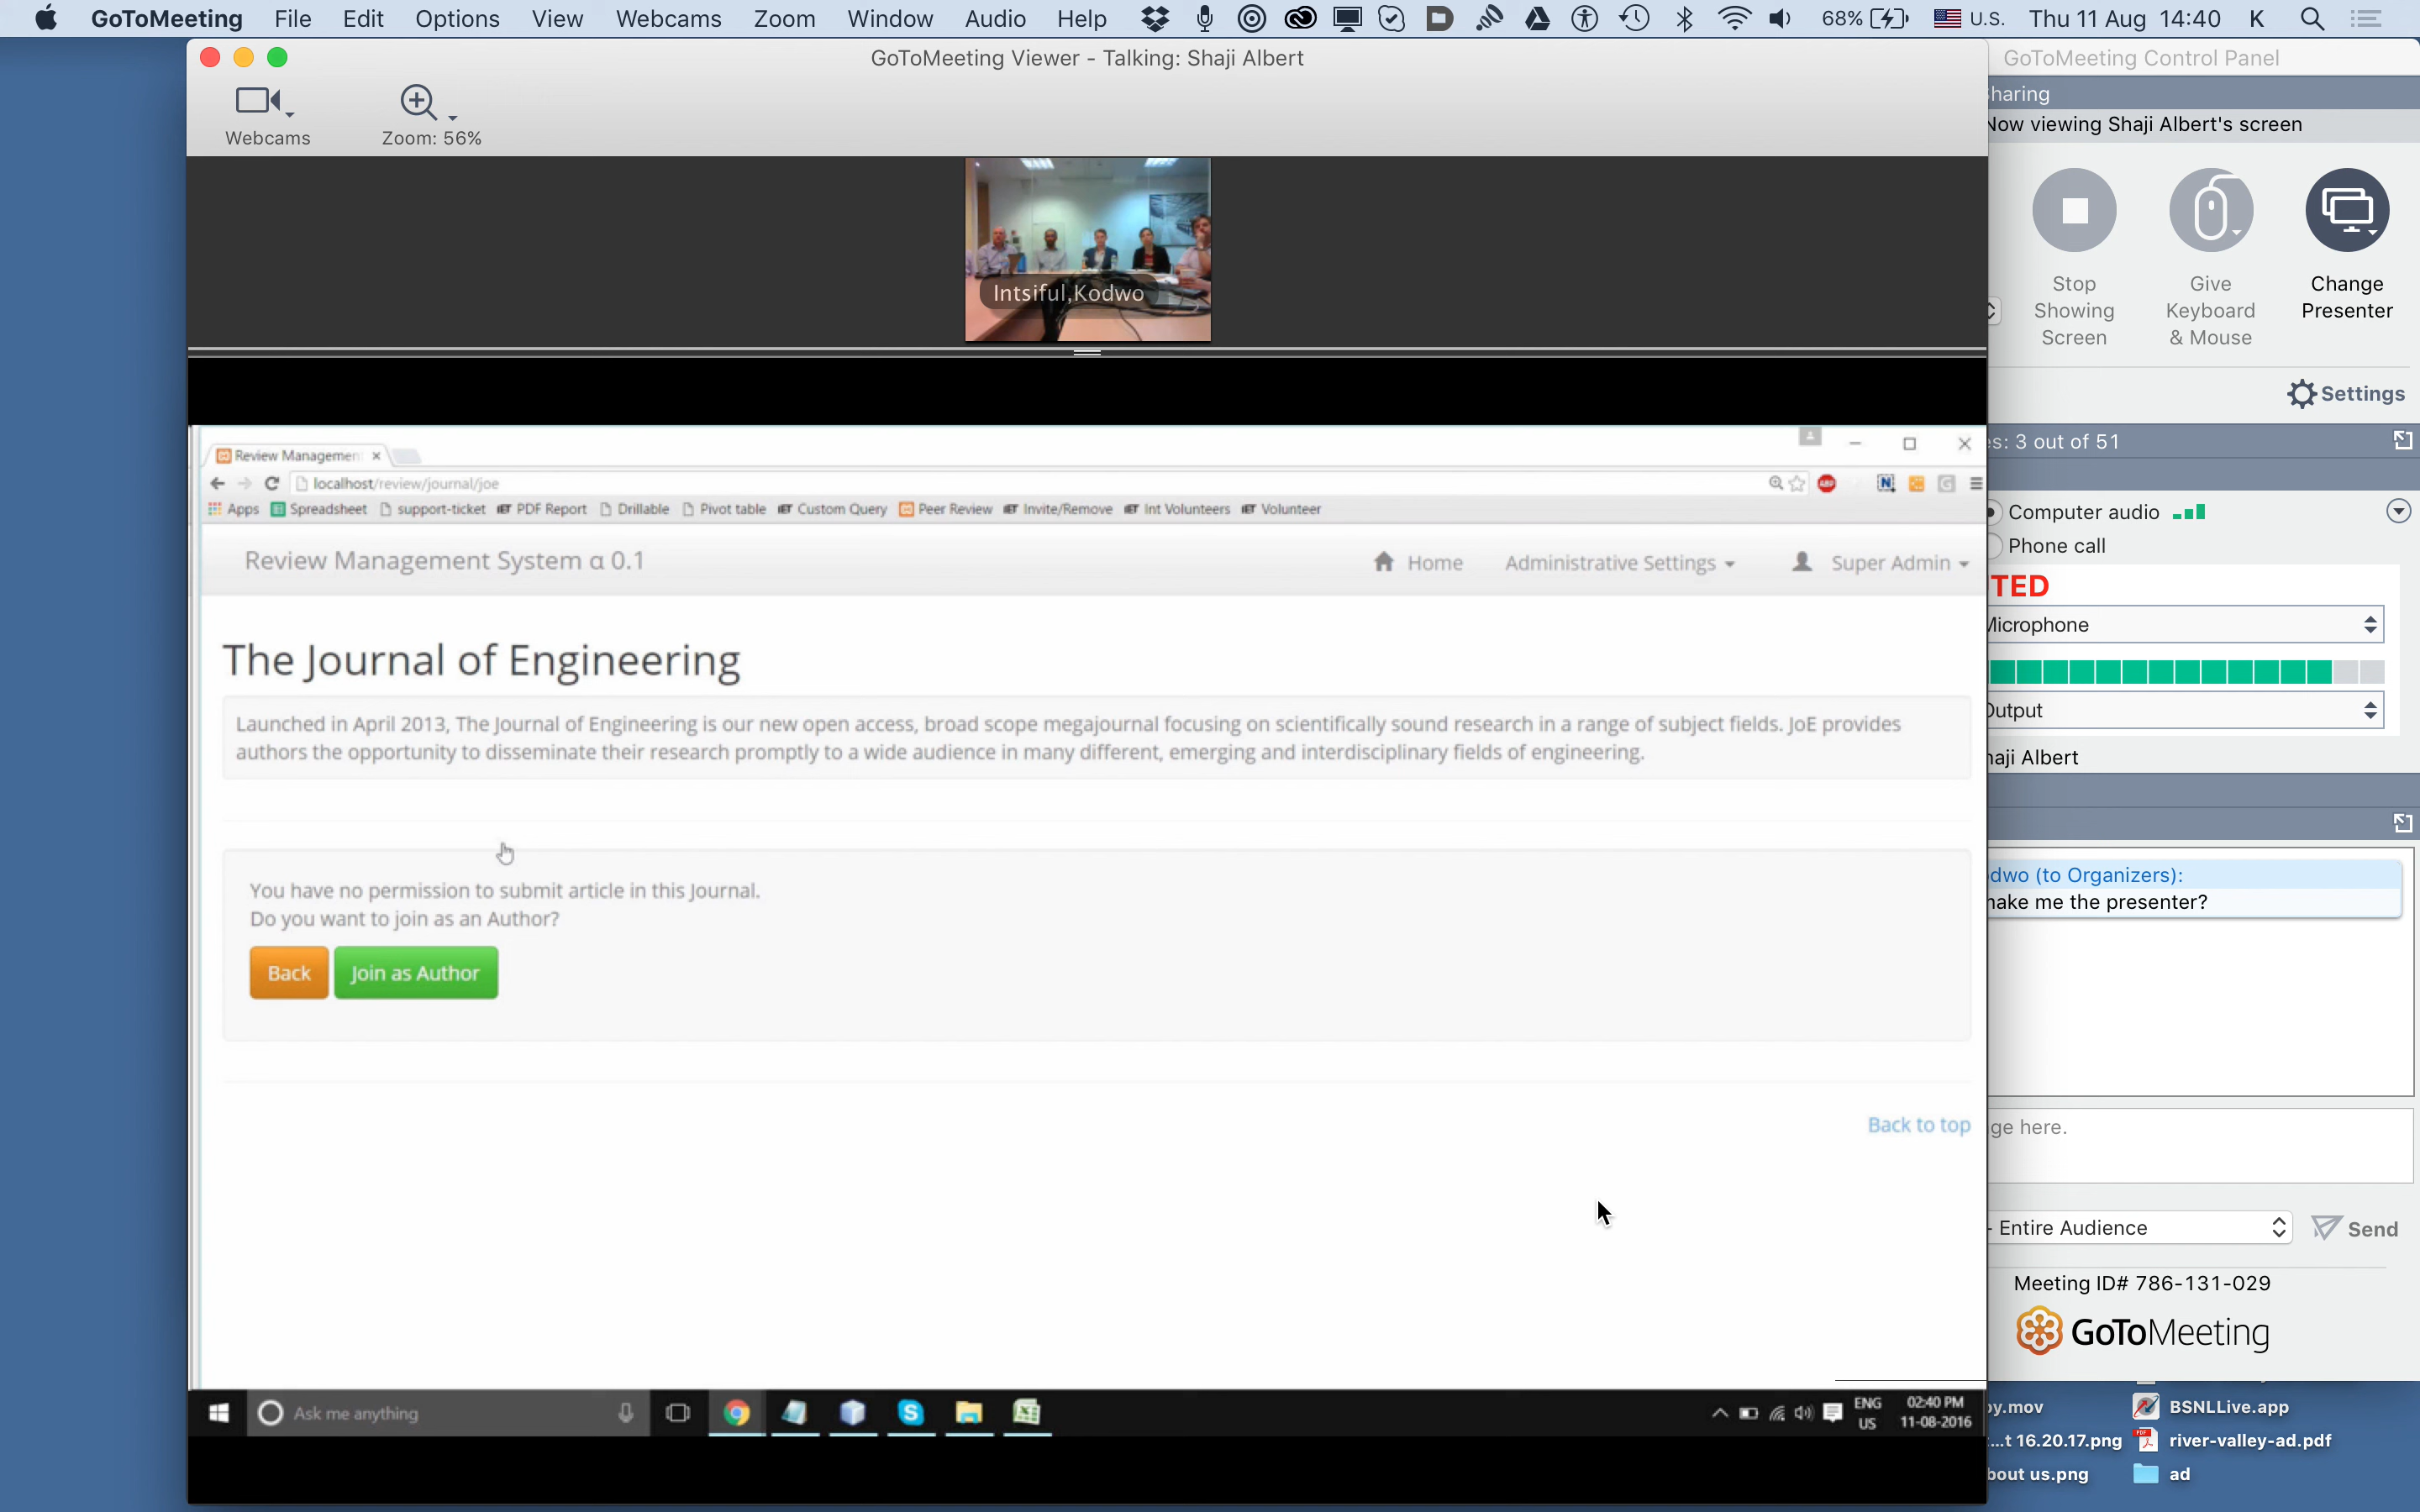 GoToMeeting File Edit Options View Webcams Zoom Window Audio Help 68% U.S. Thu 11 Aug 14:40 K
GoToMeeting Viewer - Talking: Shaji Albert
Webcams
Zoom: 56%
Intsiful,Kodwo
Review Managemen
localhost/review/journal/joe
ABP
Apps Spreadsheet support-ticket PDF Report Drillable Pivot table Custom Query Peer Review Invite/Remove Int Volunteers Volunteer
Review Management System α 0.1
Home Administrative Settings Super Admin
The Journal of Engineering
Launched in April 2013, The Journal of Engineering is our new open access, broad scope megajournal focusing on scientifically sound research in a range of subject fields. JoE provides
authors the opportunity to disseminate their research promptly to a wide audience in many different, emerging and interdisciplinary fields of engineering.
You have no permission to submit article in this Journal.
Do you want to join as an Author?
Back Join as Author
Back to top
Ask me anything
ENG
US
02:40 PM
11-08-2016
GoToMeeting Control Panel
haring
Now viewing Shaji Albert's screen
Stop
Showing
Screen
Give
Keyboard
& Mouse
Change
Presenter
Settings
es: 3 out of 51
Computer audio
Phone call
TED
Microphone
Output
haji Albert
dwo (to Organizers):
make me the presenter?
ge here.
- Entire Audience
Send
Meeting ID# 786-131-029
GoToMeeting
by.mov
BSNLLive.app
...t 16.20.17.png
river-valley-ad.pdf
bout us.png
ad